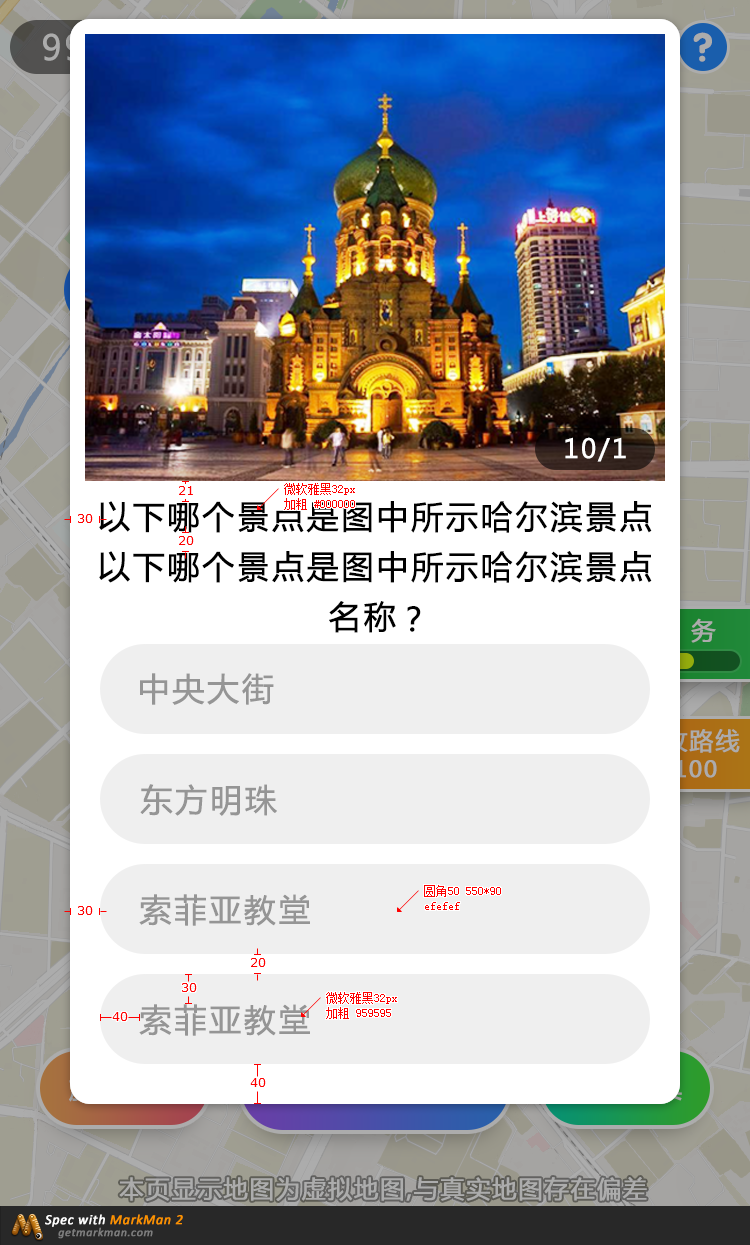 99
?
10/1
21
微软雅黑32px
加粗 #000000
30
以下哪个景点是图中所示哈尔滨景点
20
以下哪个景点是图中所示哈尔滨景点
名称？
务
中央大街
路线
100
东方明珠
圆角50 550*90
efefef
30
索菲亚教堂
20
30
微软雅黑32px
加粗 959595
40
索菲亚教堂
40
本页显示地图为虚拟地图,与真实地图存在偏差
Spec with MarkMan 2
getmarkman.com